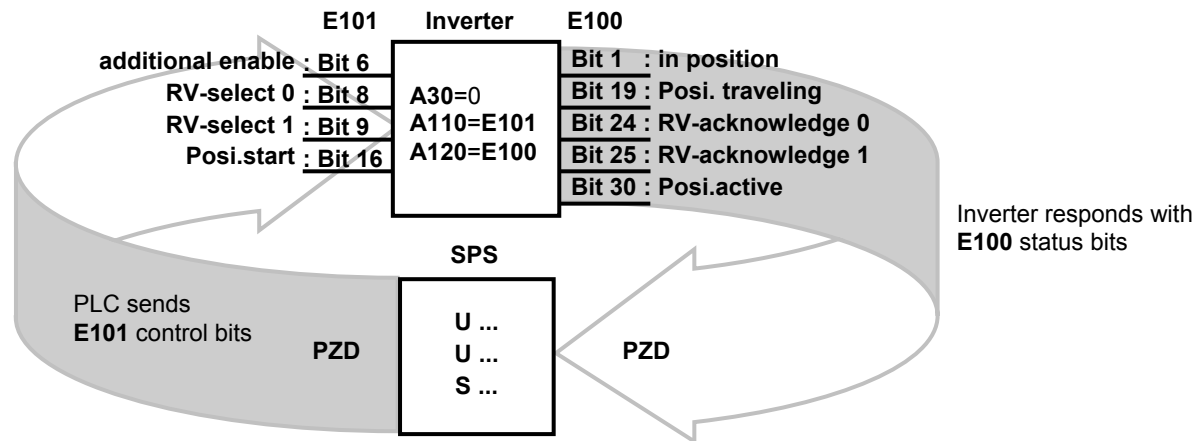 E101 Inverter E100
additional enable : Bit 6
RV-select 0 : Bit 8
RV-select 1 : Bit 9
Posi.start : Bit 16
A30=0
A110=E101
A120=E100
Bit 1 : in position
Bit 19 : Posi. traveling
Bit 24 : RV-acknowledge 0
Bit 25 : RV-acknowledge 1
Bit 30 : Posi.active
Inverter responds with
E100 status bits
SPS
PLC sends
E101 control bits
PZD
U ...
U ...
S ...
PZD